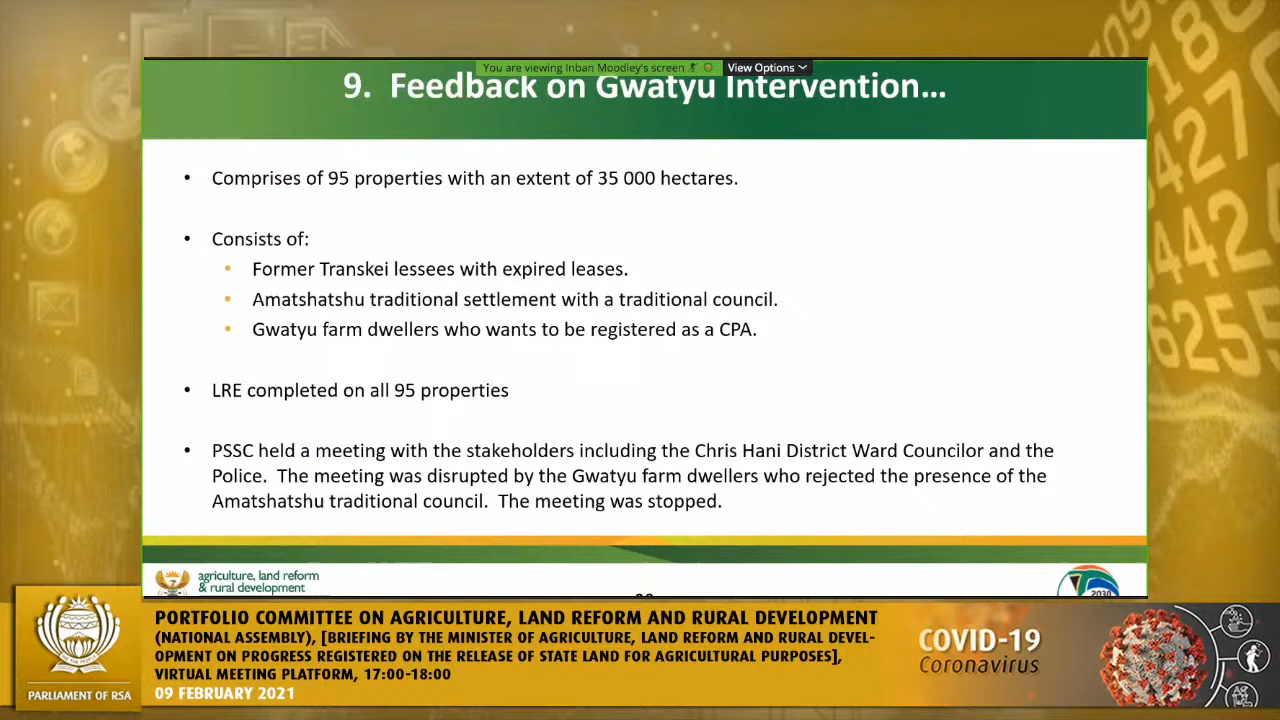 You are viewing Inban Moodley's screen
View Options
9. Feedback on Gwatyu Intervention…
• Comprises of 95 properties with an extent of 35 000 hectares.
• Consists of:
• Former Transkei lessees with expired leases.
• Amatshatshu traditional settlement with a traditional council.
• Gwatyu farm dwellers who wants to be registered as a CPA.
• LRE completed on all 95 properties
• PSSC held a meeting with the stakeholders including the Chris Hani District Ward Councilor and the
Police. The meeting was disrupted by the Gwatyu farm dwellers who rejected the presence of the
Amatshatshu traditional council. The meeting was stopped.
agriculture, land reform
& rural development
2030
PORTFOLIO COMMITTEE ON AGRICULTURE, LAND REFORM AND RURAL DEVELOPMENT
(NATIONAL ASSEMBLY), [BRIEFING BY THE MINISTER OF AGRICULTURE, LAND REFORM AND RURAL DEVEL-
OPMENT ON PROGRESS REGISTERED ON THE RELEASE OF STATE LAND FOR AGRICULTURAL PURPOSES],
VIRTUAL MEETING PLATFORM, 17:00-18:00
09 FEBRUARY 2021
PARLIAMENT OF RSA
COVID-19
Coronavirus